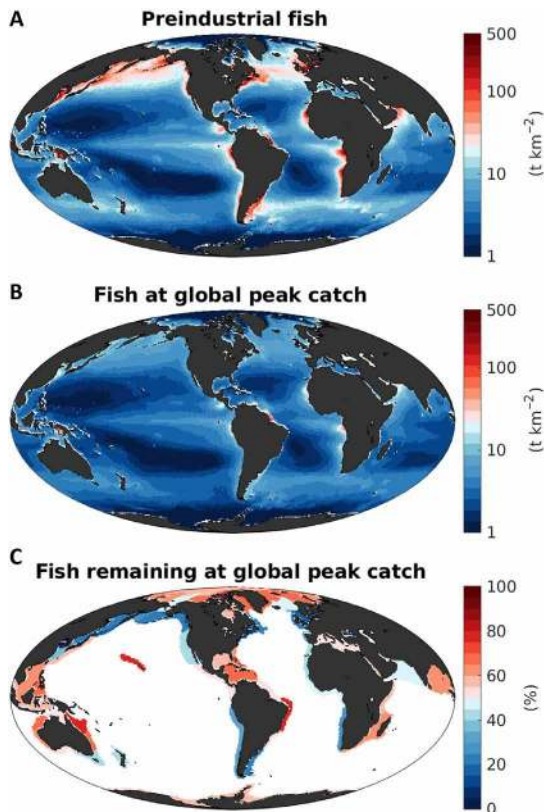 A
Preindustrial fish
500
100
10
1
(t km⁻²)
B
Fish at global peak catch
500
100
10
1
(t km⁻²)
C
Fish remaining at global peak catch
100
80
60
40
20
0
(%)